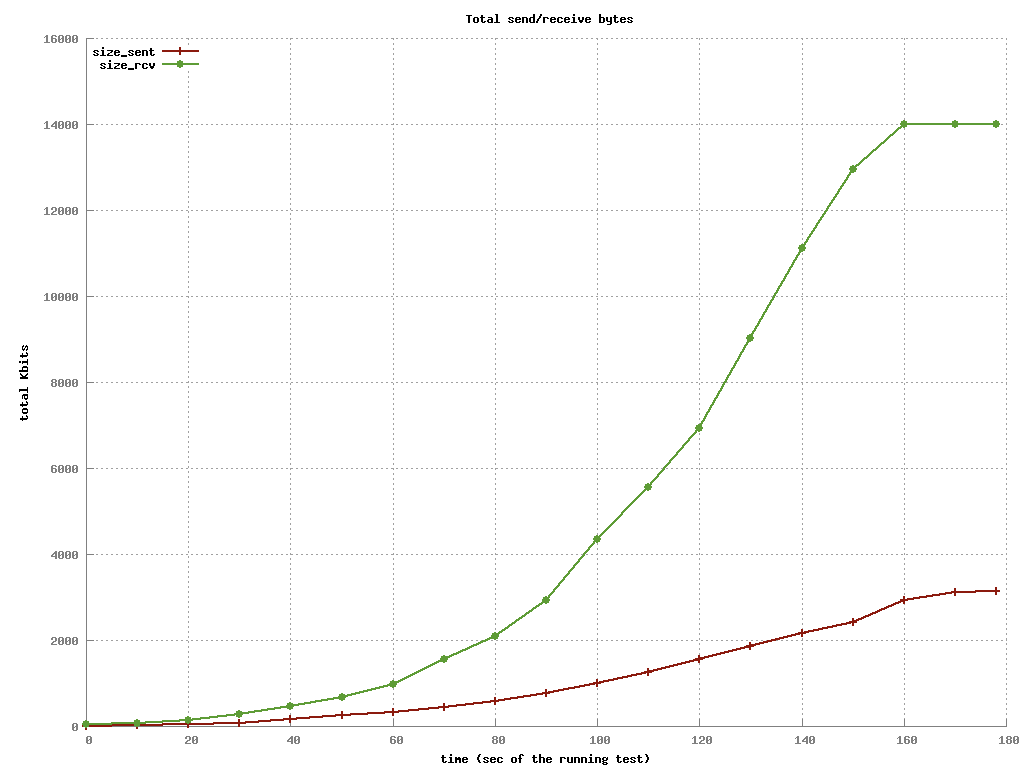 Total send/receive bytes
16000
size_sent
size_rcv
14000
12000
10000
total Kbits
8000
6000
4000
2000
0
0 20 40 60 80 100 120 140 160 180
time (sec of the running test)